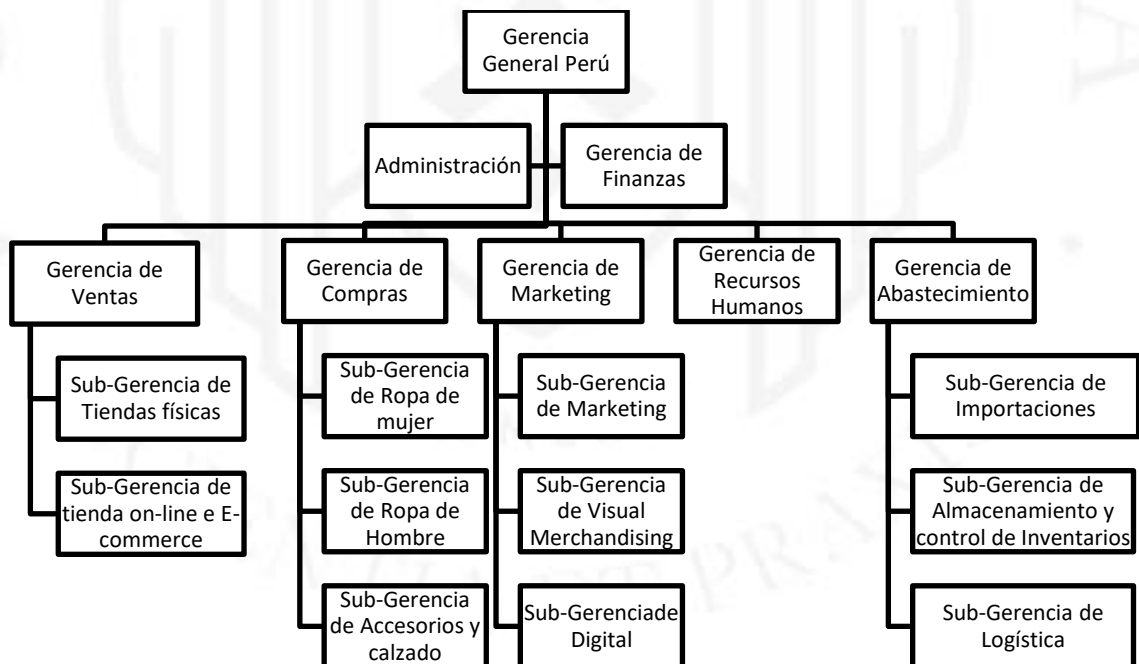 Gerencia
General Perú
Administración
Gerencia de
Finanzas
Gerencia de
Ventas
Gerencia de
Compras
Gerencia de
Marketing
Gerencia de
Recursos
Humanos
Gerencia de
Abastecimiento
Sub-Gerencia de
Tiendas físicas
Sub-Gerencia de
tienda on-line e E-
commerce
Sub-Gerencia
de Ropa de
mujer
Sub-Gerencia
de Ropa de
Hombre
Sub-Gerencia
de Accesorios y
calzado
Sub-Gerencia
de Marketing
Sub-Gerencia
de Visual
Merchandising
Sub-Gerenciade
Digital
Sub-Gerencia de
Importaciones
Sub-Gerencia de
Almacenamiento y
control de Inventarios
Sub-Gerencia de
Logística